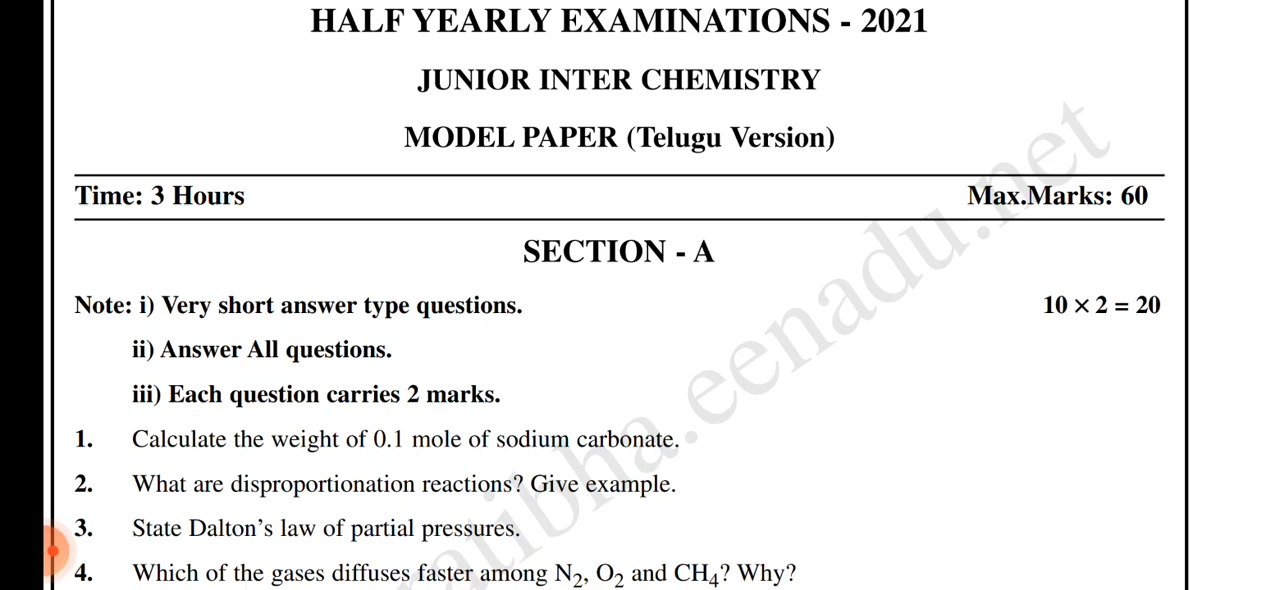 HALF YEARLY EXAMINATIONS - 2021
JUNIOR INTER CHEMISTRY
MODEL PAPER (Telugu Version)
Time: 3 Hours Max.Marks: 60
SECTION - A
Note: i) Very short answer type questions. 10 × 2 = 20
ii) Answer All questions.
iii) Each question carries 2 marks.
1. Calculate the weight of 0.1 mole of sodium carbonate.
2. What are disproportionation reactions? Give example.
3. State Dalton's law of partial pressures.
4. Which of the gases diffuses faster among N₂, O₂ and CH₄? Why?
ratibha.eenadu.net